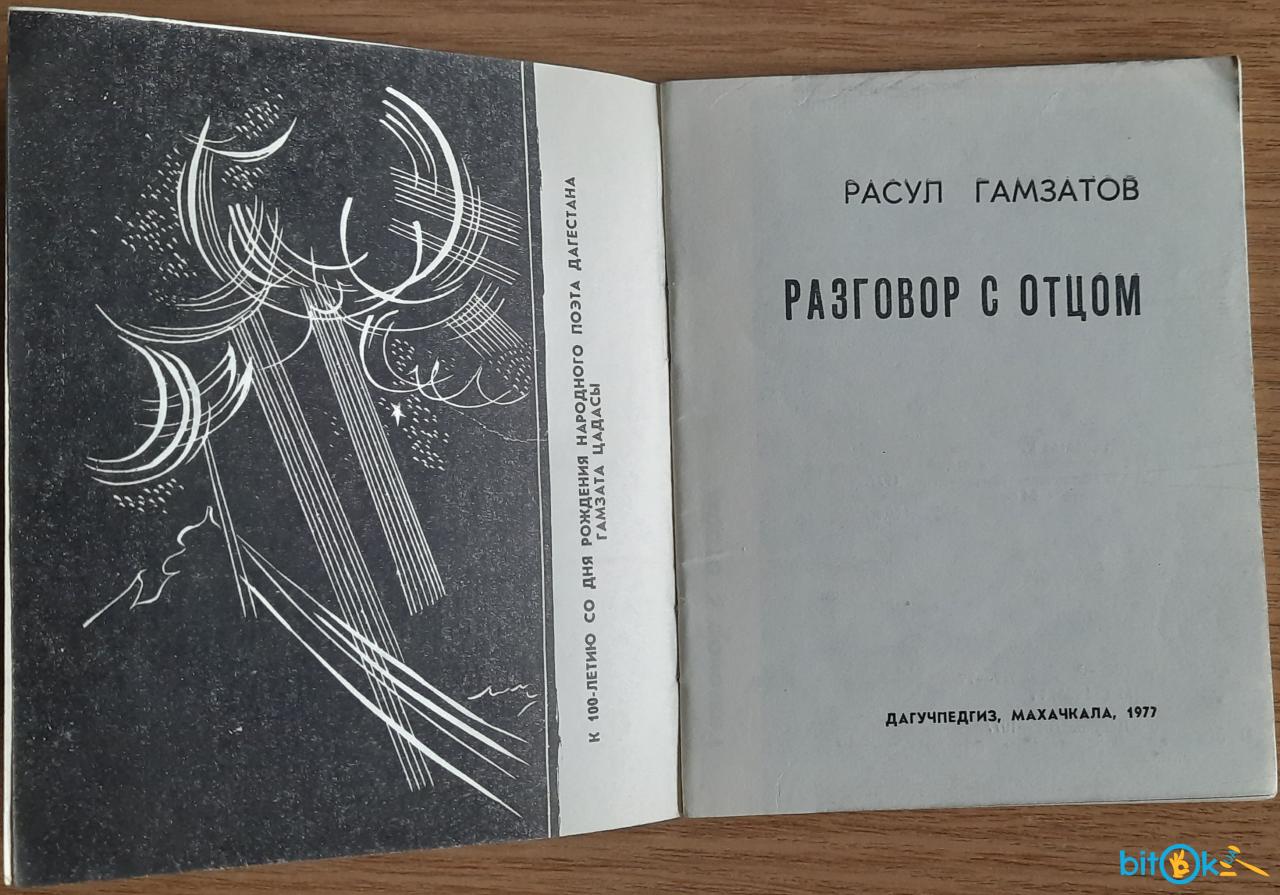 К 100-ЛЕТИЮ СО ДНЯ РОЖДЕНИЯ НАРОДНОГО ПОЭТА ДАГЕСТАНА
ГАМЗАТА ЦАДАСЫ
РАСУЛ ГАМЗАТОВ
РАЗГОВОР С ОТЦОМ
ДАГУЧПЕДГИЗ, МАХАЧКАЛА, 1977
bitOk